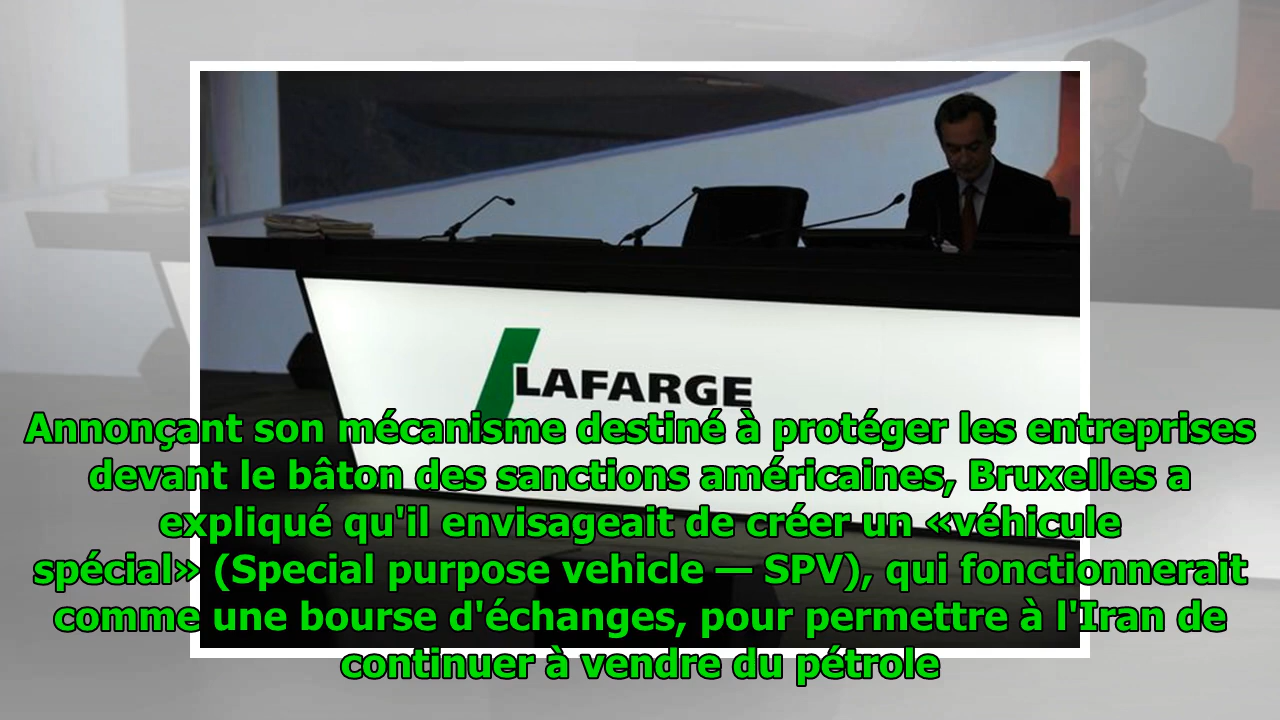 LAFARGE
Annonçant son mécanisme destiné à protéger les entreprises
devant le bâton des sanctions américaines, Bruxelles a
expliqué qu'il envisageait de créer un «véhicule
spécial» (Special purpose vehicle — SPV), qui fonctionnerait
comme une bourse d'échanges, pour permettre à l'Iran de
continuer à vendre du pétrole